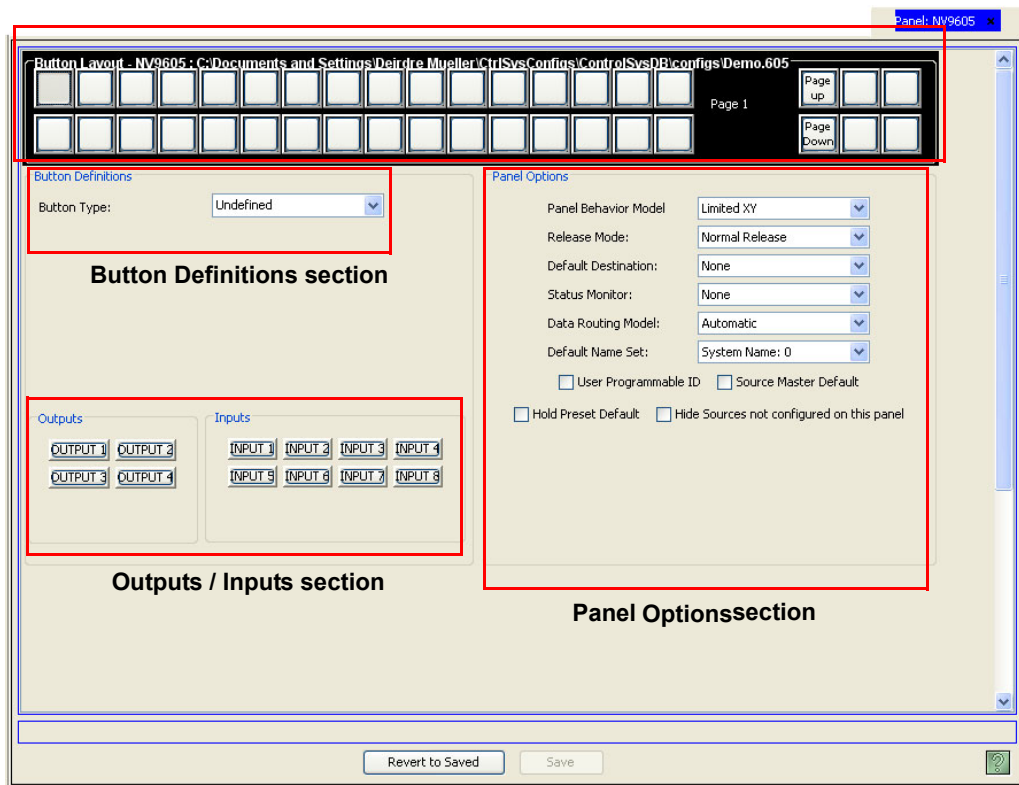 Panel: NV9605 ×
Button Layout - NV9605 : C:\Documents and Settings\Deirdre Mueller\CtrlSysConfigs\ControlSysDB\configs\Demo.605
Page up
Page 1
Page Down
Button Definitions
Button Type:
Undefined
Button Definitions section
Panel Options
Panel Behavior Model
Limited XY
Release Mode:
Normal Release
Default Destination:
None
Status Monitor:
None
Data Routing Model:
Automatic
Default Name Set:
System Name: 0
User Programmable ID
Source Master Default
Hold Preset Default
Hide Sources not configured on this panel
Outputs
OUTPUT 1 OUTPUT 2
OUTPUT 3 OUTPUT 4
Inputs
INPUT 1 INPUT 2 INPUT 3 INPUT 4
INPUT 5 INPUT 6 INPUT 7 INPUT 8
Outputs / Inputs section
Panel Optionssection
Revert to Saved
Save
?